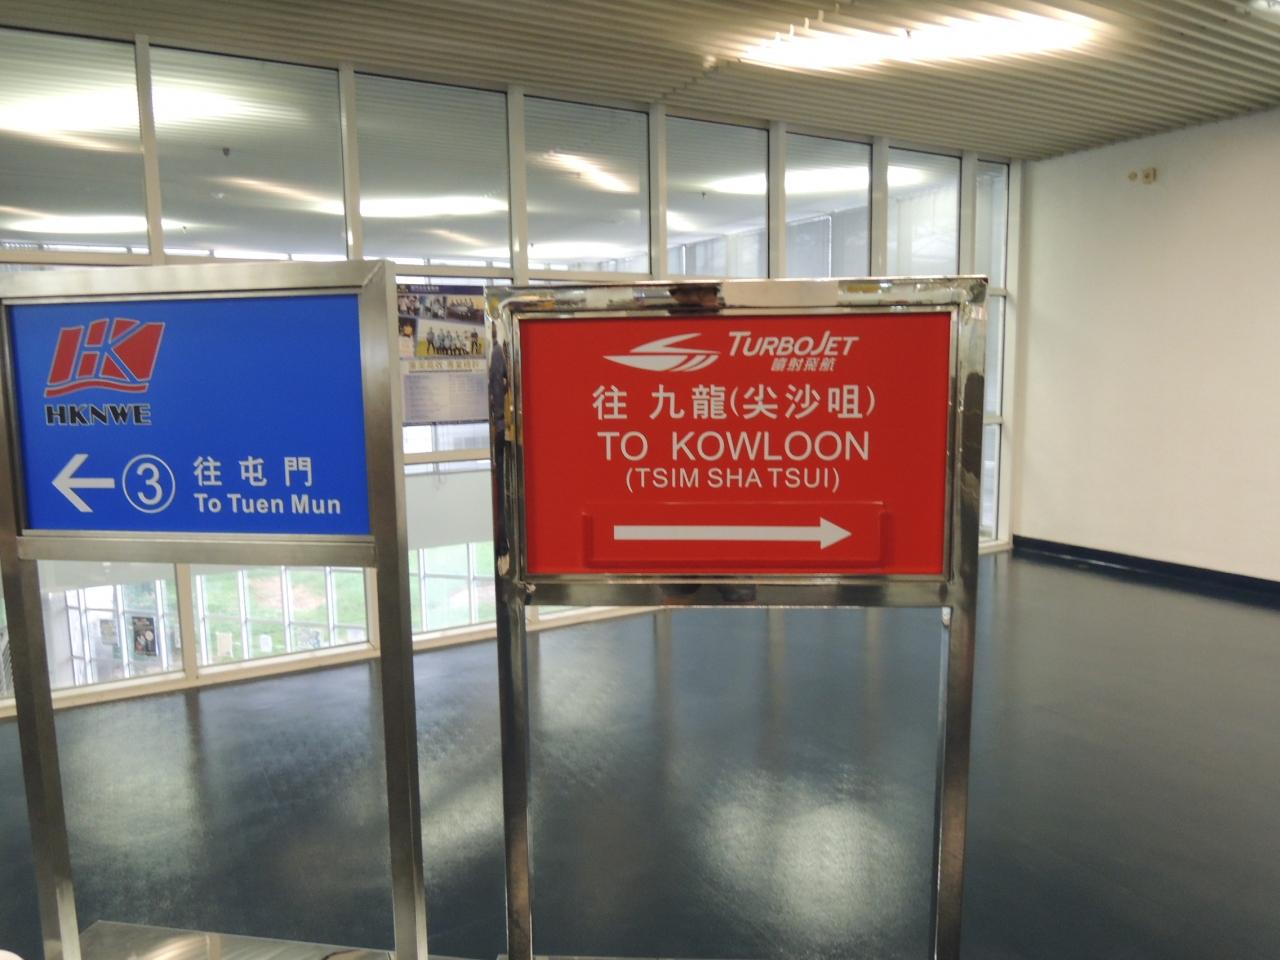 HK
HKNWE
③ 往屯門
To Tuen Mun
TURBOJET
噴射飛航
往 九龍(尖沙咀)
TO KOWLOON
(TSIM SHA TSUI)